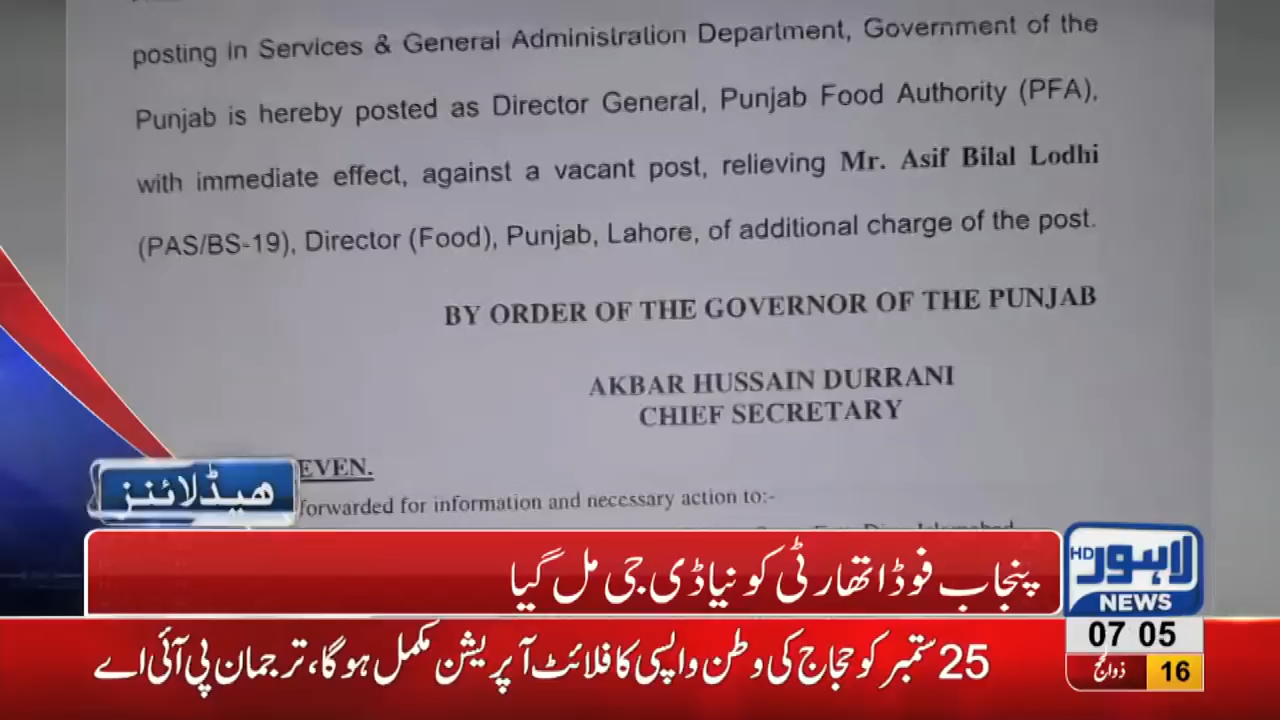 posting in Services & General Administration Department, Government of the
Punjab is hereby posted as Director General, Punjab Food Authority (PFA),
with immediate effect, against a vacant post, relieving Mr. Asif Bilal Lodhi
(PAS/BS-19), Director (Food), Punjab, Lahore, of additional charge of the post.
BY ORDER OF THE GOVERNOR OF THE PUNJAB
AKBAR HUSSAIN DURRANI
CHIEF SECRETARY
EVEN.
forwarded for information and necessary action to:-
ہیڈلائنز
پنجاب فوڈ اتھارٹی کو نیا ڈی جی مل گیا
HD لاہور
NEWS
07 05
16 ذوالحج
25 ستمبر کو حجاج کی وطن واپسی کا فلائٹ آپریشن مکمل ہوگا، ترجمان پی آئی اے